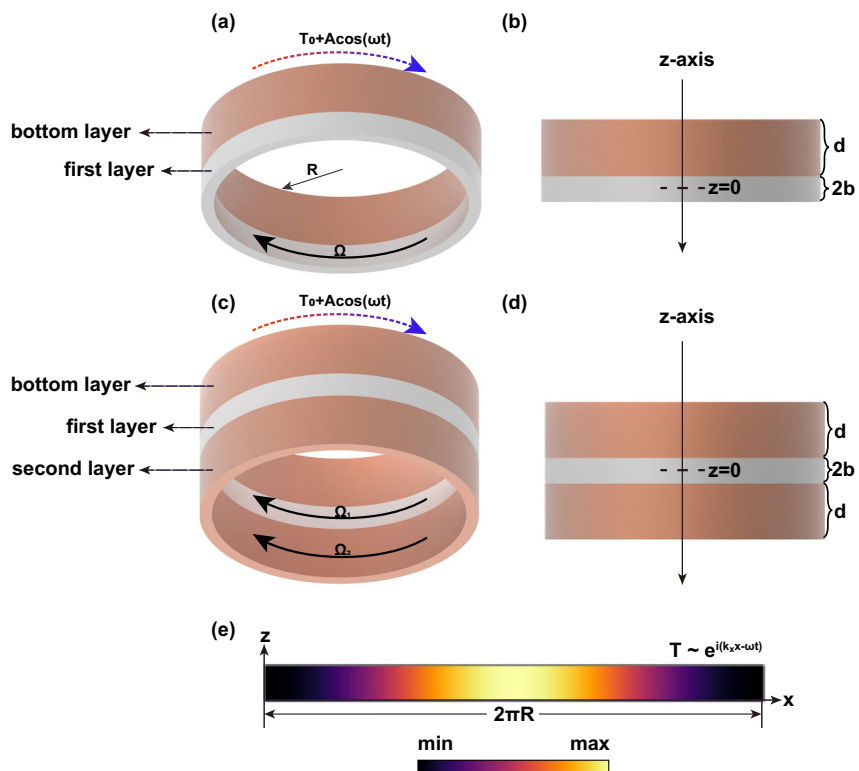 (a)
T₀+Acos(ωt)
bottom layer
first layer
R
Ω
(b)
z-axis
d
z=0
2b
(c)
T₀+Acos(ωt)
bottom layer
first layer
second layer
Ω₁
Ω₂
(d)
z-axis
d
z=0
2b
d
(e)
z
T ~ e^i(kₓx-ωt)
x
2πR
min max